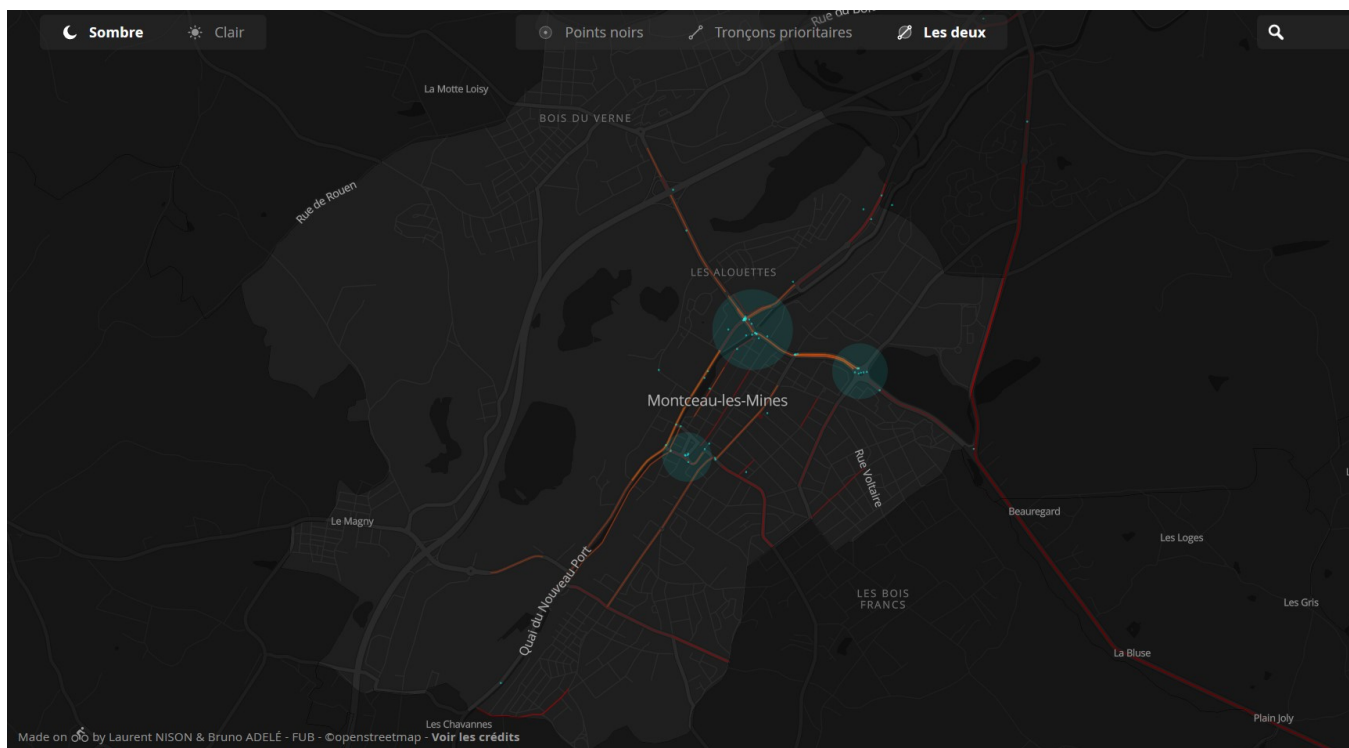 Sombre
Clair
Points noirs
Tronçons prioritaires
Les deux
La Motte Loisy
BOIS DU VERNE
Rue de Rouen
LES ALOUETTES
Montceau-les-Mines
Rue Voltaire
Le Magny
Quai du Nouveau Port
Beauregard
Les Loges
LES BOIS
FRANCS
Les Gris
La Bluse
Plain Joly
Les Chavannes
Made on by Laurent NISON & Bruno ADELÉ - FUB - ©openstreetmap - Voir les crédits